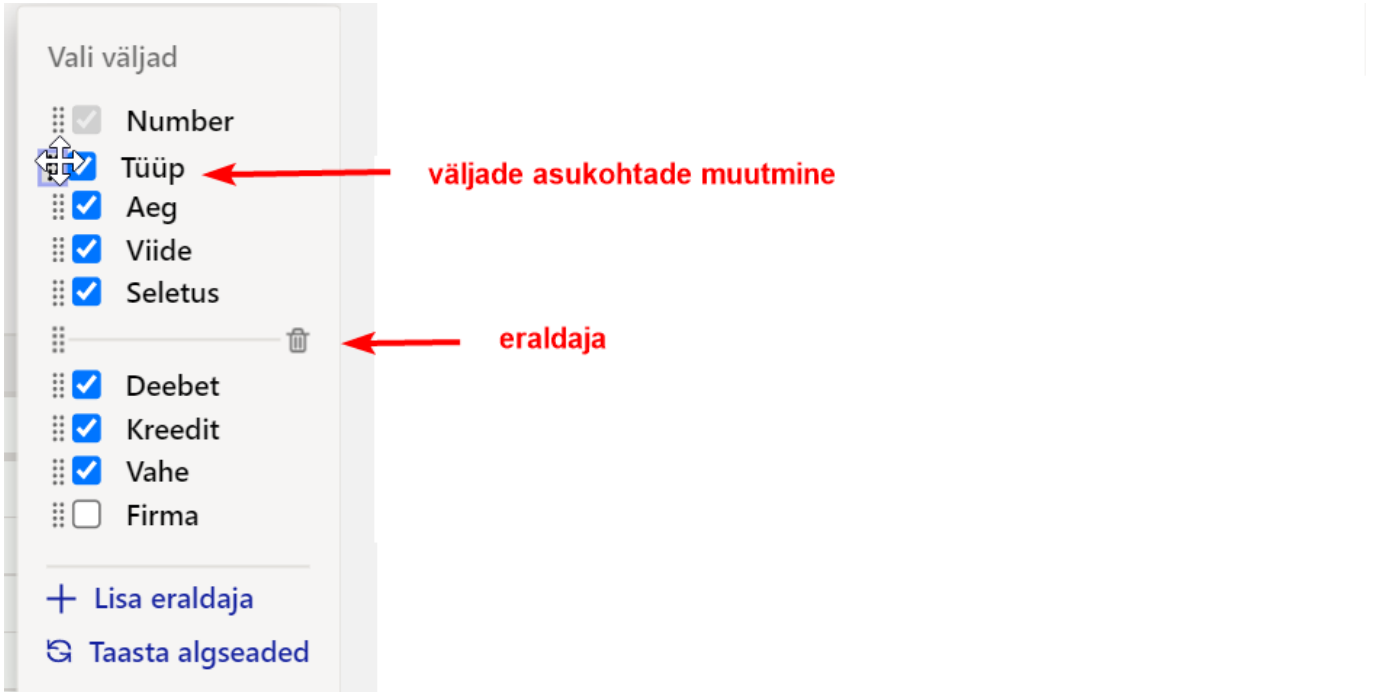 Vali väljad
Number
Tüüp
väljade asukohtade muutmine
Aeg
Viide
Seletus
eraldaja
Deebet
Kreedit
Vahe
Firma
Lisa eraldaja
Taasta algseaded